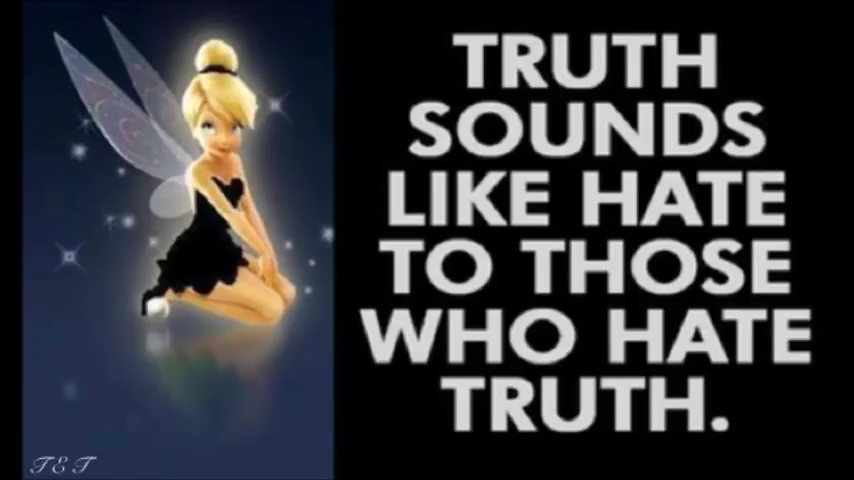 TRUTH
SOUNDS
LIKE HATE
TO THOSE
WHO HATE
TRUTH.
T&T